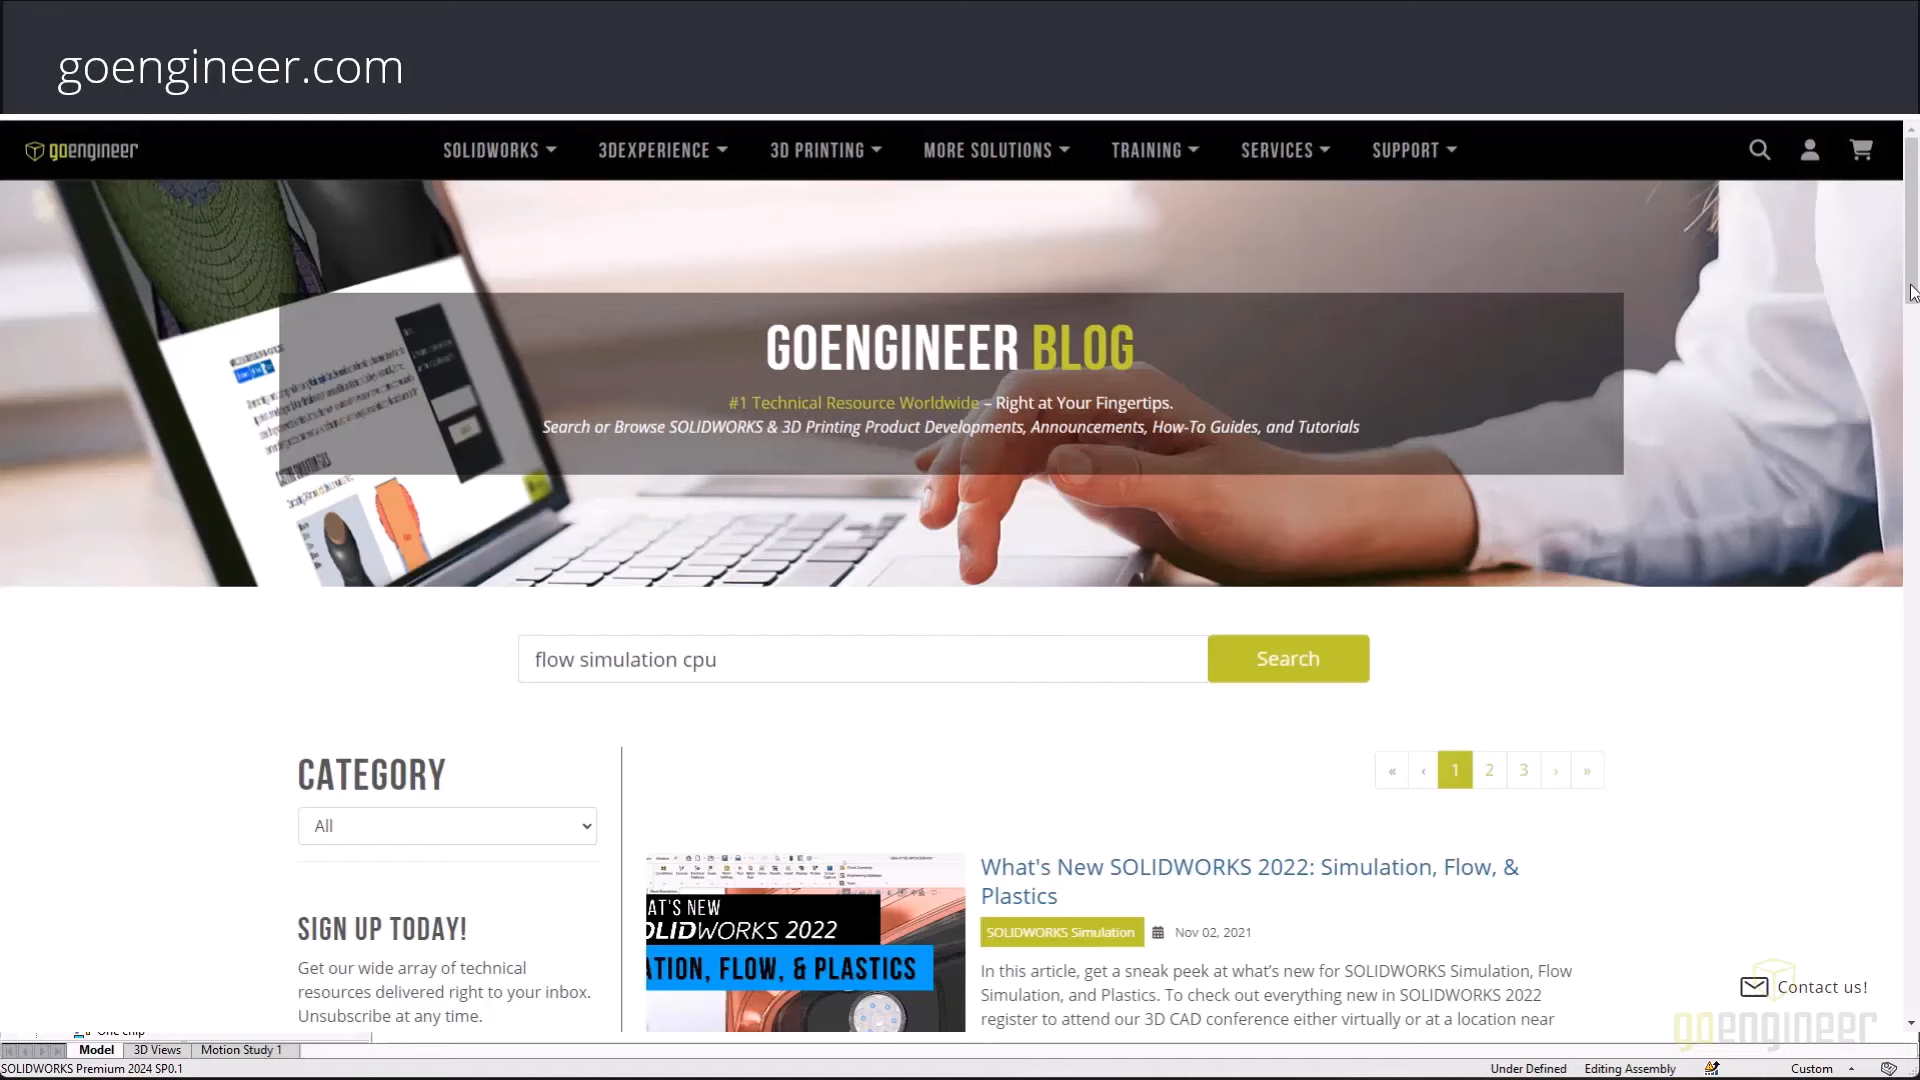 goengineer.com
goengineer
SOLIDWORKS
3DEXPERIENCE
3D PRINTING
MORE SOLUTIONS
TRAINING
SERVICES
SUPPORT
GOENGINEER BLOG
#1 Technical Resource Worldwide – Right at Your Fingertips.
Search or Browse SOLIDWORKS & 3D Printing Product Developments, Announcements, How-To Guides, and Tutorials
flow simulation cpu
Search
CATEGORY
All
« ‹ 1 2 3 › »
SIGN UP TODAY!
Get our wide array of technical
resources delivered right to your inbox.
Unsubscribe at any time.
AT'S NEW
OLIDWORKS 2022
ATION, FLOW, & PLASTICS
What's New SOLIDWORKS 2022: Simulation, Flow, &
Plastics
SOLIDWORKS Simulation
Nov 02, 2021
In this article, get a sneak peek at what's new for SOLIDWORKS Simulation, Flow
Simulation, and Plastics. To check out everything new in SOLIDWORKS 2022
register to attend our 3D CAD conference either virtually or at a location near
Contact us!
goengineer
Model
3D Views
Motion Study 1
SOLIDWORKS Premium 2024 SP0.1
Under Defined
Editing Assembly
Custom